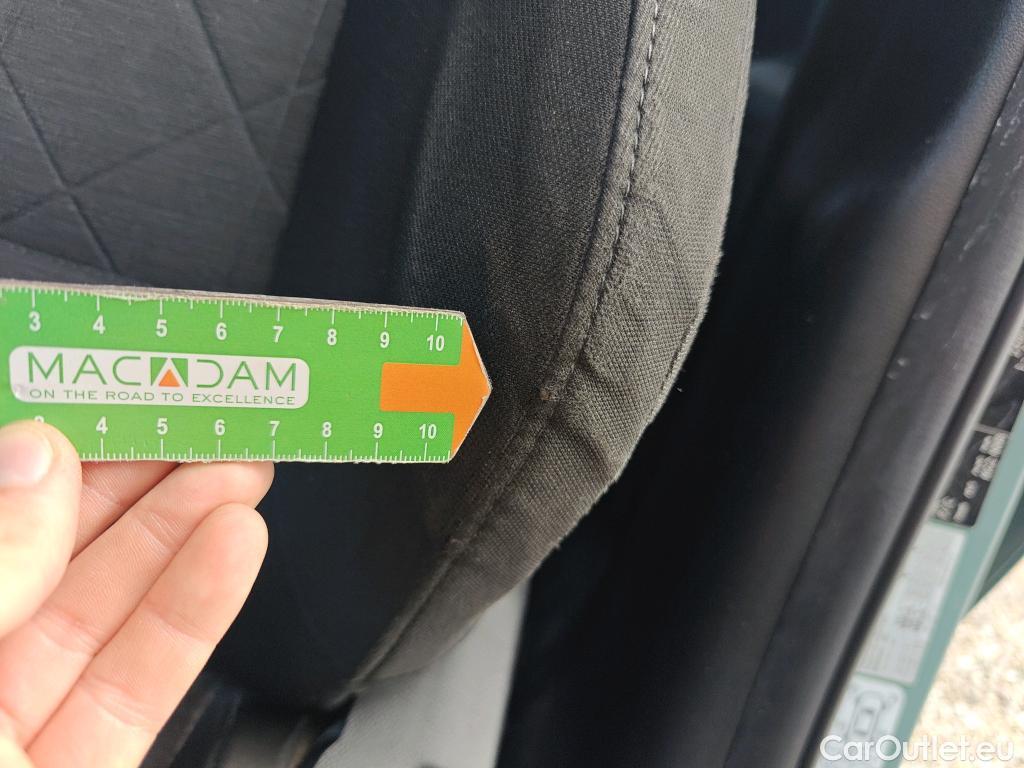 3 4 5 6 7 8 9 10
MACADAM
ON THE ROAD TO EXCELLENCE
4 5 6 7 8 9 10
CarOutlet.eu